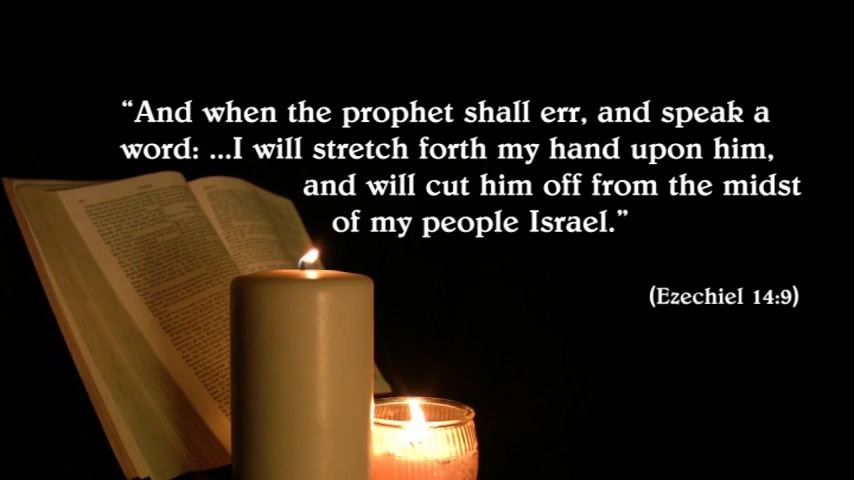 “And when the prophet shall err, and speak a
word: ...I will stretch forth my hand upon him,
and will cut him off from the midst
of my people Israel.”
(Ezechiel 14:9)